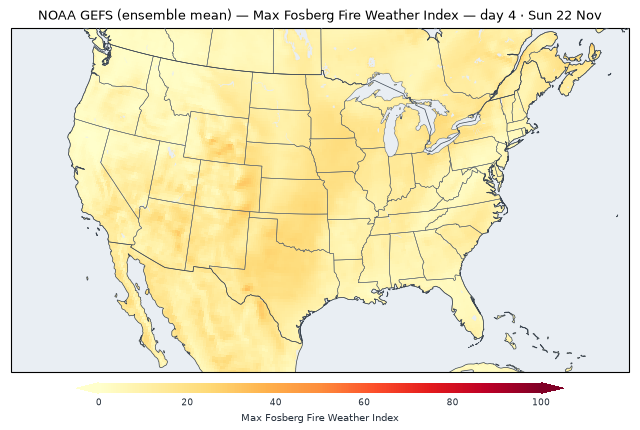 NOAA GEFS (ensemble mean) — Max Fosberg Fire Weather Index — day 4 · Sun 22 Nov
0 20 40 60 80 100
Max Fosberg Fire Weather Index